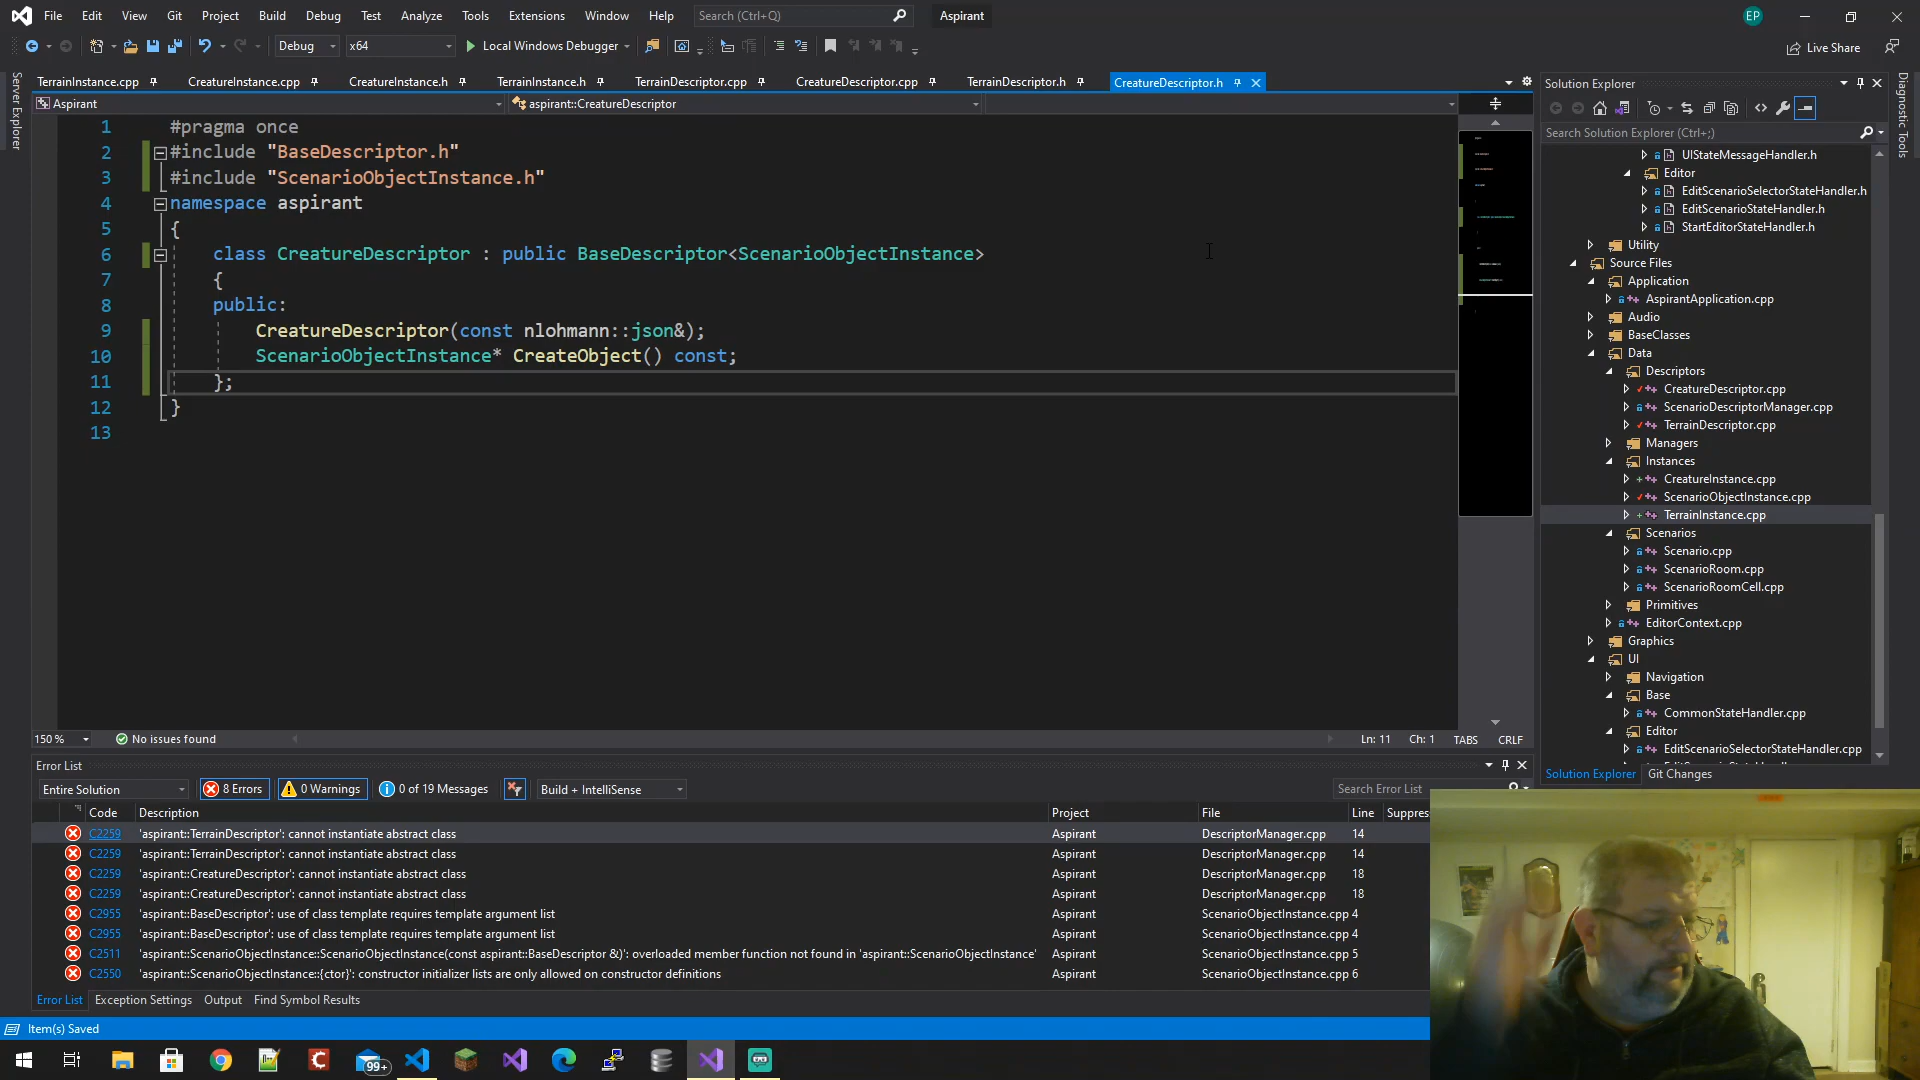 File Edit View Git Project Build Debug Test Analyze Tools Extensions Window Help Search (Ctrl+Q) Aspirant EP
Debug x64 Local Windows Debugger Live Share
TerrainInstance.cpp CreatureInstance.cpp CreatureInstance.h TerrainInstance.h TerrainDescriptor.cpp CreatureDescriptor.cpp TerrainDescriptor.h CreatureDescriptor.h
Aspirant aspirant::CreatureDescriptor
Server Explorer
1 #pragma once
2 #include "BaseDescriptor.h"
3 #include "ScenarioObjectInstance.h"
4 namespace aspirant
5 {
6 class CreatureDescriptor : public BaseDescriptor<ScenarioObjectInstance>
7 {
8 public:
9 CreatureDescriptor(const nlohmann::json&);
10 ScenarioObjectInstance* CreateObject() const;
11 };
12 }
13
150 % No issues found Ln: 11 Ch: 1 TABS CRLF
Solution Explorer
Search Solution Explorer (Ctrl+;)
UIStateMessageHandler.h
Editor
EditScenarioSelectorStateHandler.h
EditScenarioStateHandler.h
StartEditorStateHandler.h
Utility
Source Files
Application
AspirantApplication.cpp
Audio
BaseClasses
Data
Descriptors
CreatureDescriptor.cpp
ScenarioDescriptorManager.cpp
TerrainDescriptor.cpp
Managers
Instances
CreatureInstance.cpp
ScenarioObjectInstance.cpp
TerrainInstance.cpp
Scenarios
Scenario.cpp
ScenarioRoom.cpp
ScenarioRoomCell.cpp
Primitives
EditorContext.cpp
Graphics
UI
Navigation
Base
CommonStateHandler.cpp
Editor
EditScenarioSelectorStateHandler.cpp
Solution Explorer Git Changes
Diagnostic Tools
Error List
Entire Solution 8 Errors 0 Warnings 0 of 19 Messages Build + IntelliSense Search Error List
Code Description Project File Line Suppres
C2259 'aspirant::TerrainDescriptor': cannot instantiate abstract class Aspirant DescriptorManager.cpp 14
C2259 'aspirant::TerrainDescriptor': cannot instantiate abstract class Aspirant DescriptorManager.cpp 14
C2259 'aspirant::CreatureDescriptor': cannot instantiate abstract class Aspirant DescriptorManager.cpp 18
C2259 'aspirant::CreatureDescriptor': cannot instantiate abstract class Aspirant DescriptorManager.cpp 18
C2955 'aspirant::BaseDescriptor': use of class template requires template argument list Aspirant ScenarioObjectInstance.cpp 4
C2955 'aspirant::BaseDescriptor': use of class template requires template argument list Aspirant ScenarioObjectInstance.cpp 4
C2511 'aspirant::ScenarioObjectInstance::ScenarioObjectInstance(const aspirant::BaseDescriptor &)': overloaded member function not found in 'aspirant::ScenarioObjectInstance' Aspirant ScenarioObjectInstance.cpp 5
C2550 'aspirant::ScenarioObjectInstance::{ctor}': constructor initializer lists are only allowed on constructor definitions Aspirant ScenarioObjectInstance.cpp 6
Error List Assembly Settings Output Find Symbol Results
Item(s) Saved
99+